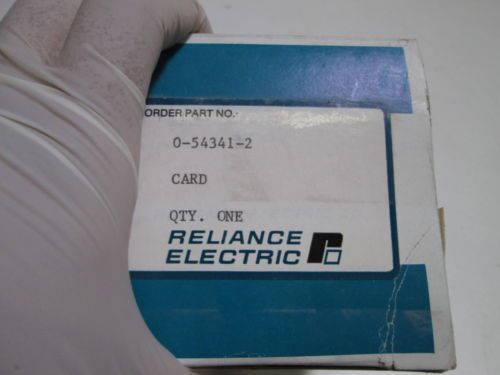 ORDER PART NO.
0-54341-2
CARD
QTY. ONE
RELIANCE
ELECTRIC